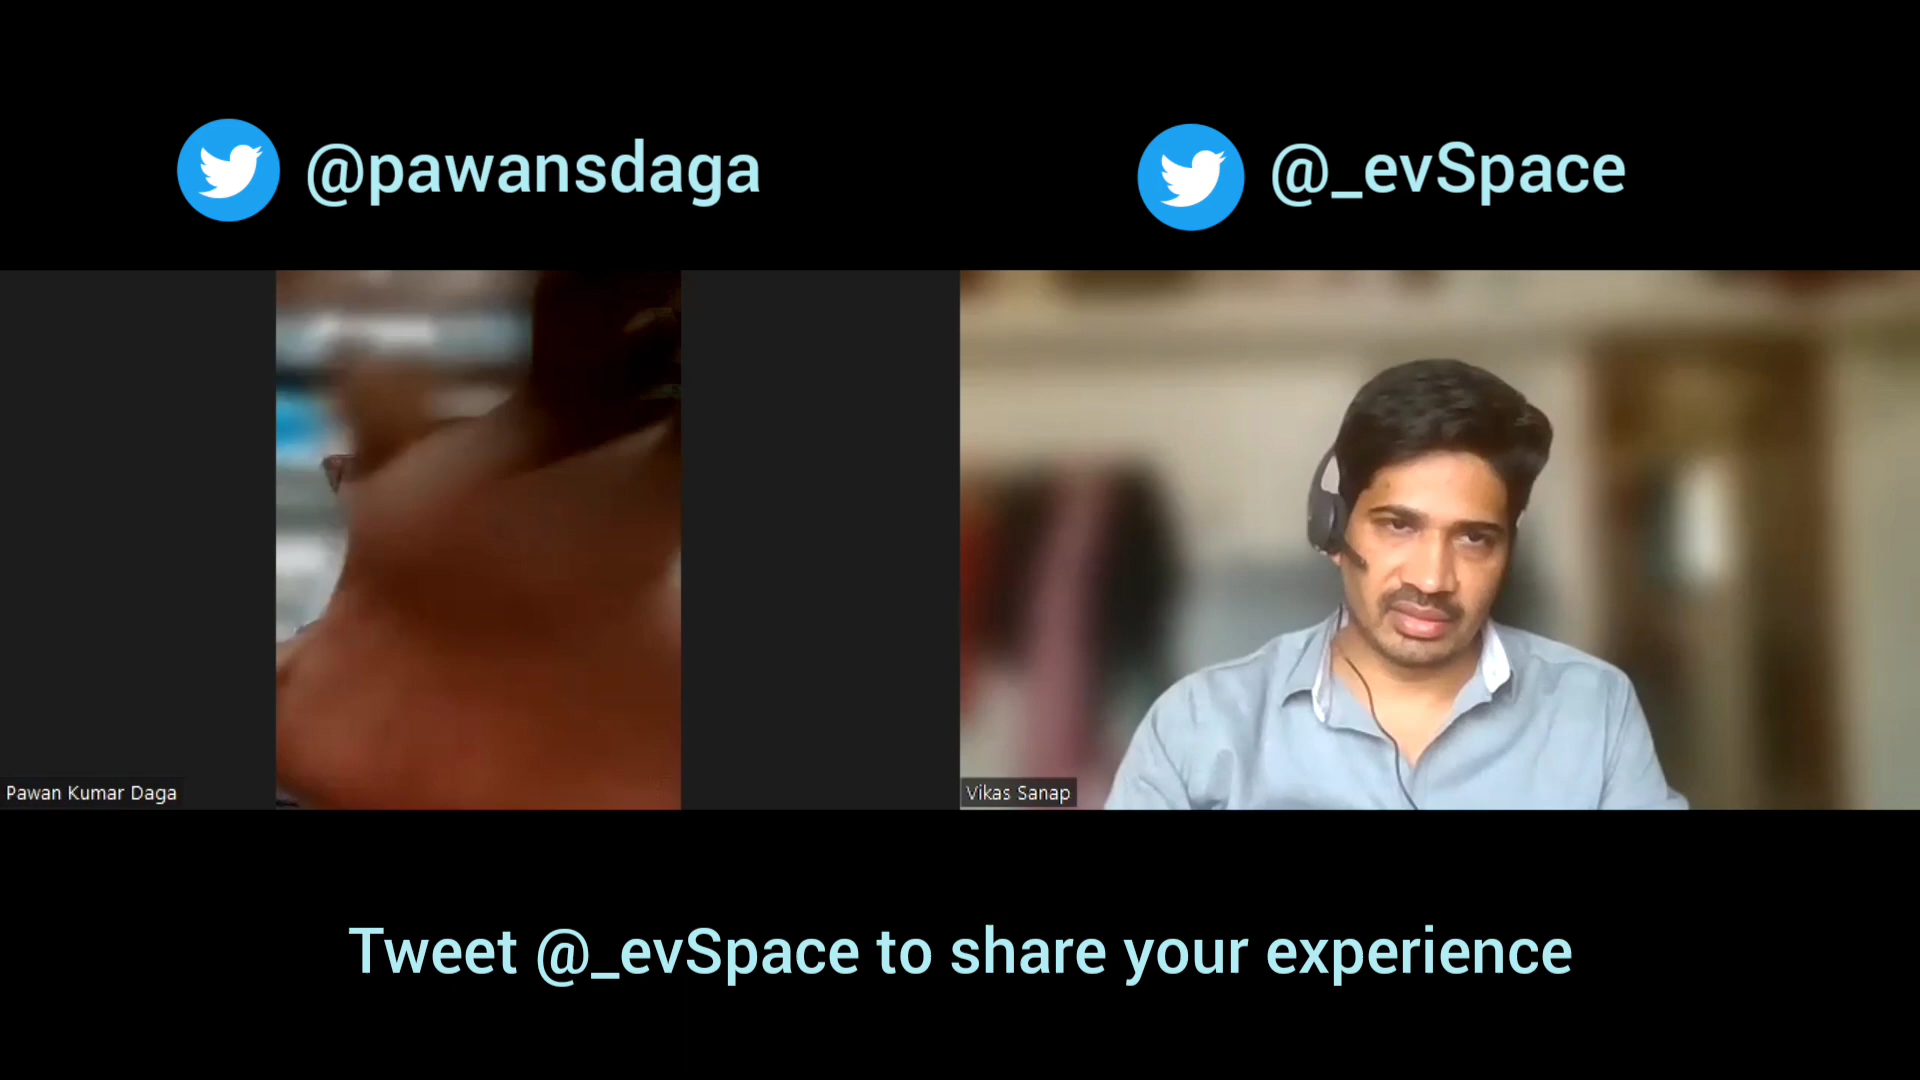 @pawansdaga
@_evSpace
Pawan Kumar Daga
Vikas Sanap
Tweet @_evSpace to share your experience